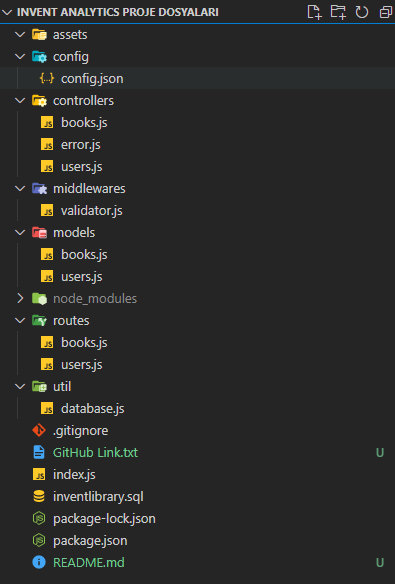 INVENT ANALYTICS PROJE DOSYALARI
assets
config
{..} config.json
controllers
JS books.js
JS error.js
JS users.js
middlewares
JS validator.js
models
JS books.js
JS users.js
node_modules
routes
JS books.js
JS users.js
util
JS database.js
.gitignore
GitHub Link.txt U
JS index.js
inventlibrary.sql
package-lock.json
package.json
README.md U